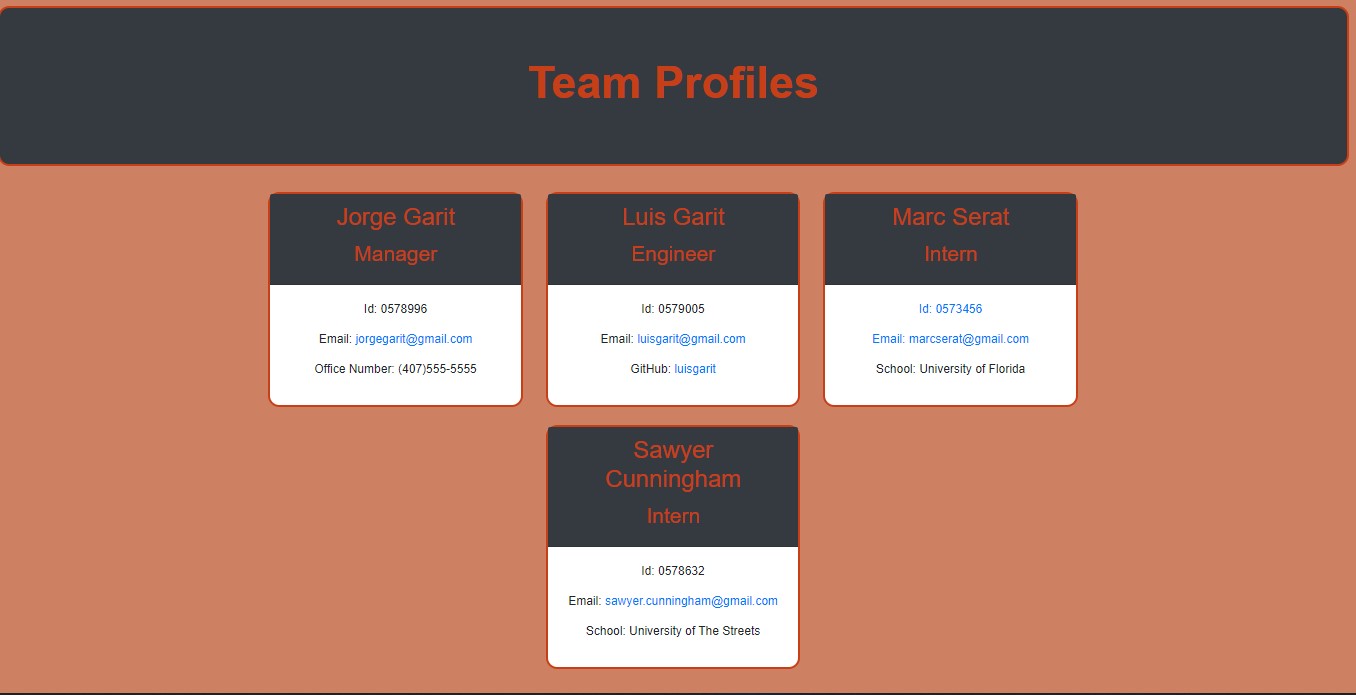 Team Profiles
Jorge Garit
Manager
Id: 0578996
Email: jorgegarit@gmail.com
Office Number: (407)555-5555
Luis Garit
Engineer
Id: 0579005
Email: luisgarit@gmail.com
GitHub: luisgarit
Marc Serat
Intern
Id: 0573456
Email: marcserat@gmail.com
School: University of Florida
Sawyer
Cunningham
Intern
Id: 0578632
Email: sawyer.cunningham@gmail.com
School: University of The Streets